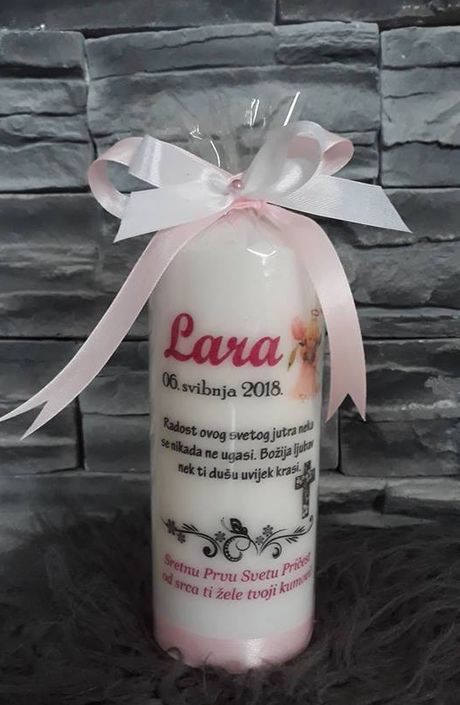 Lara
06. svibnja 2018.
Radost ovog svetog jutra neka
se nikada ne ugasi. Božija ljubav
nek ti dušu uvijek krasi.
Sretnu Prvu Svetu Pričest
od srca ti žele tvoji kumovi